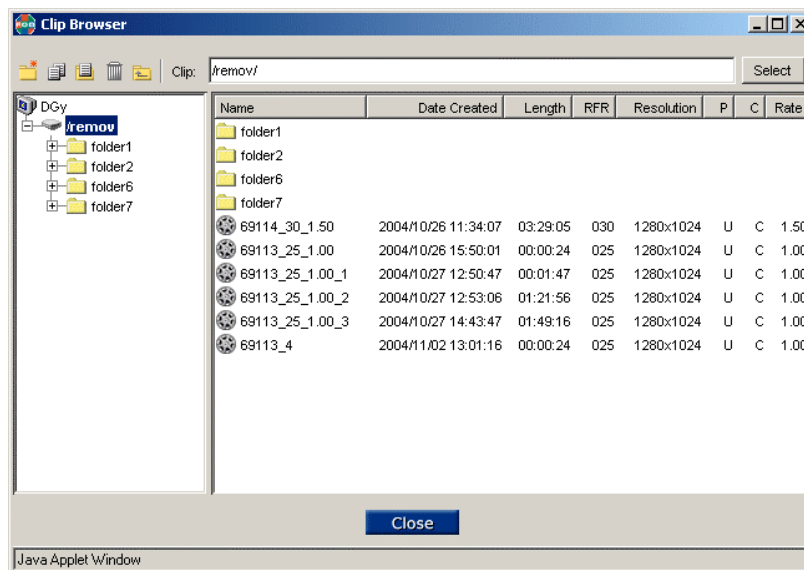 Clip Browser
Clip: /remov/ Select
DGy
/remov
folder1
folder2
folder6
folder7
Name Date Created Length RFR Resolution P C Rate
folder1
folder2
folder6
folder7
69114_30_1.50 2004/10/26 11:34:07 03:29:05 030 1280x1024 U C 1.50
69113_25_1.00 2004/10/26 15:50:01 00:00:24 025 1280x1024 U C 1.00
69113_25_1.00_1 2004/10/27 12:50:47 00:01:47 025 1280x1024 U C 1.00
69113_25_1.00_2 2004/10/27 12:53:06 01:21:56 025 1280x1024 U C 1.00
69113_25_1.00_3 2004/10/27 14:43:47 01:49:16 025 1280x1024 U C 1.00
69113_4 2004/11/02 13:01:16 00:00:24 025 1280x1024 U C 1.00
Close
Java Applet Window